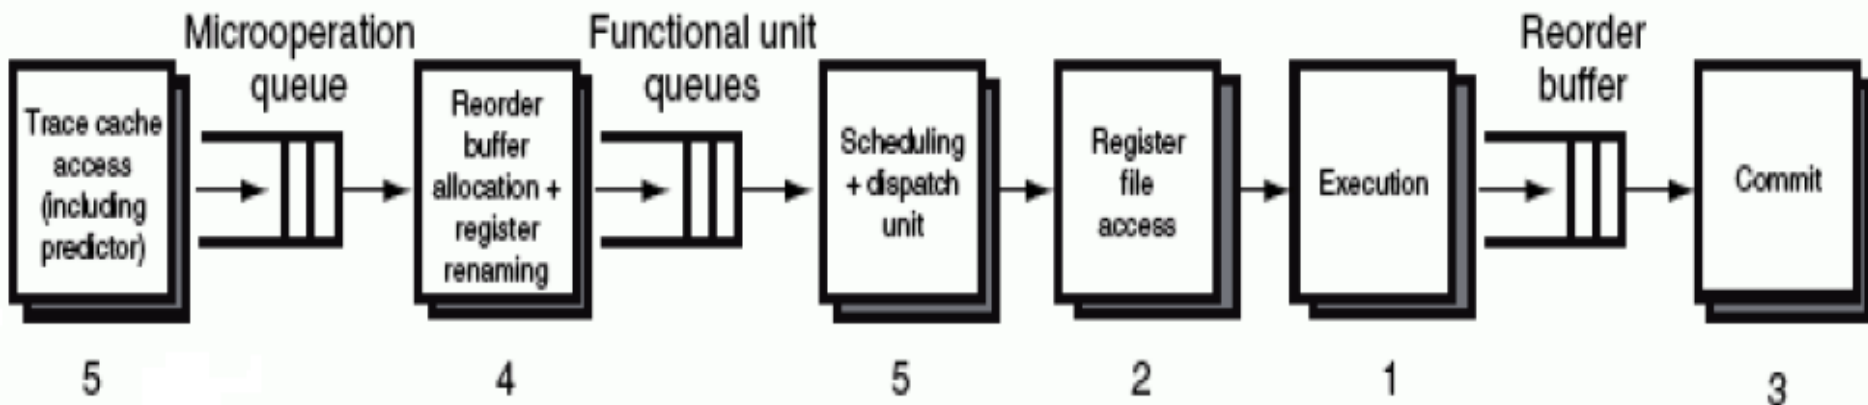 Microoperation
queue
Functional unit
queues
Reorder
buffer
Trace cache
access
(including
predictor)
Reorder
buffer
allocation +
register
renaming
Scheduling
+ dispatch
unit
Register
file
access
Execution
Commit
5
4
5
2
1
3